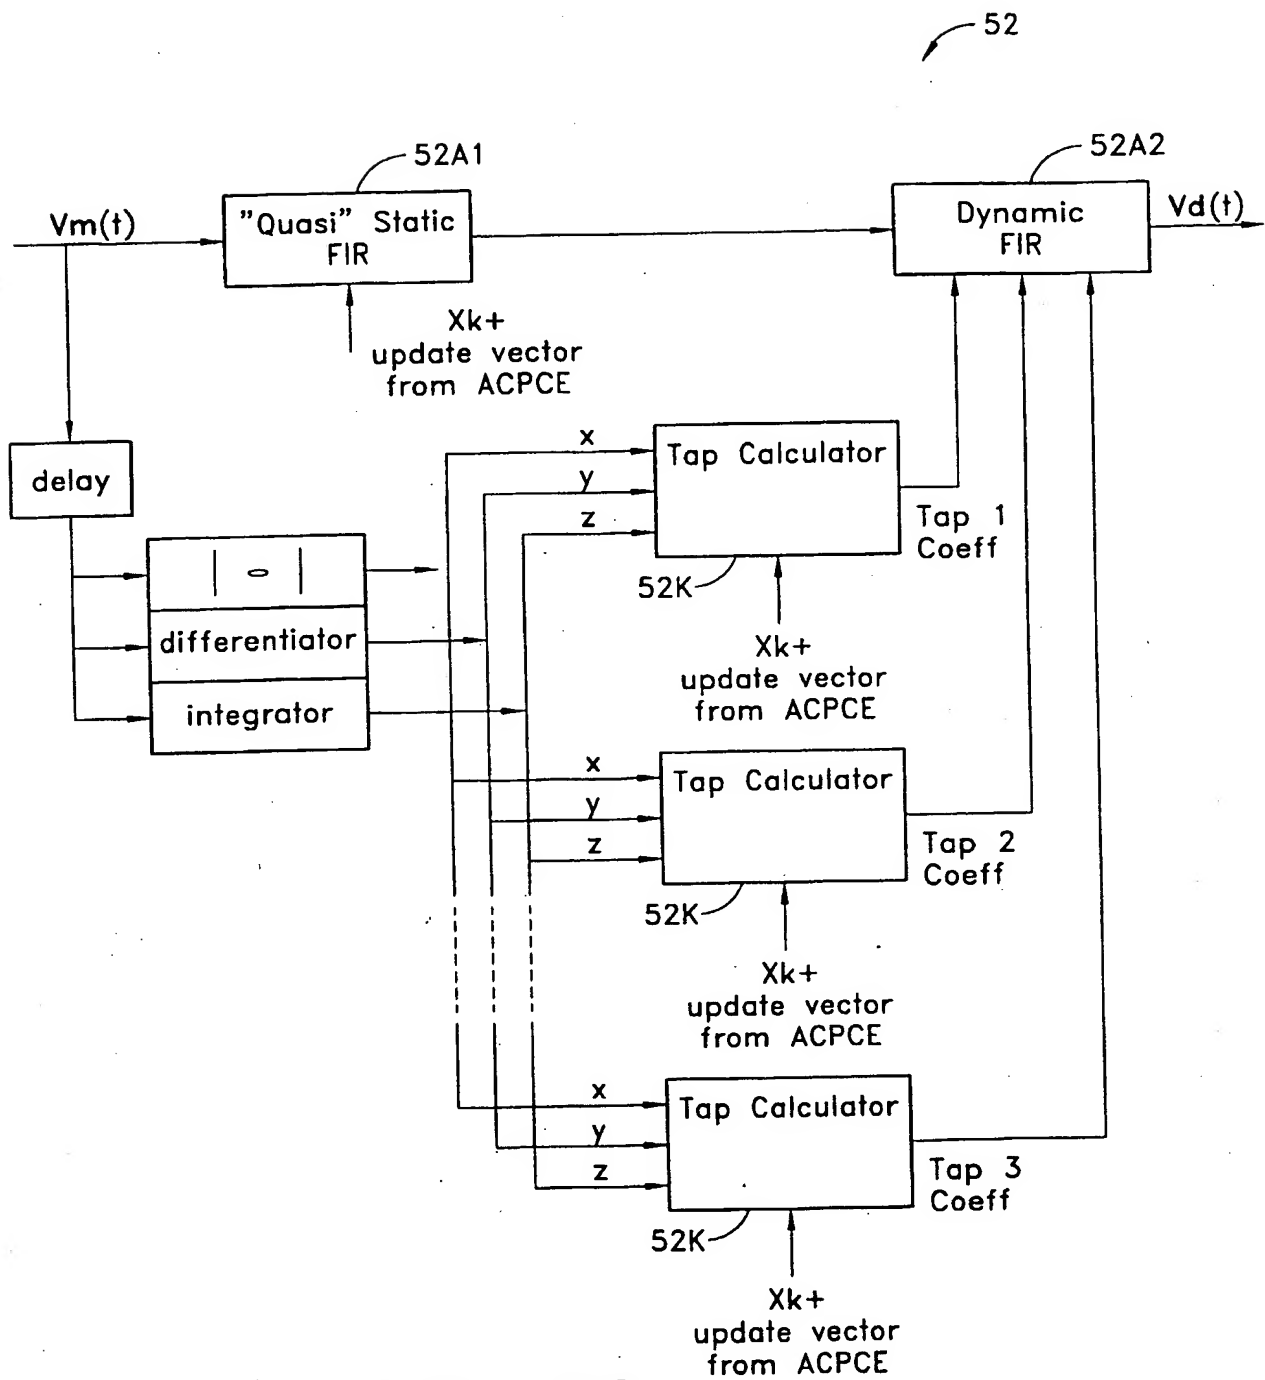 52
52A1
52A2
Vm(t)
"Quasi" Static
FIR
Dynamic
FIR
Vd(t)
Xk+
update vector
from ACPCE
delay
| o |
differentiator
integrator
x
y
z
Tap Calculator
52K
Tap 1
Coeff
Xk+
update vector
from ACPCE
x
y
z
Tap Calculator
52K
Tap 2
Coeff
Xk+
update vector
from ACPCE
x
y
z
Tap Calculator
52K
Tap 3
Coeff
Xk+
update vector
from ACPCE